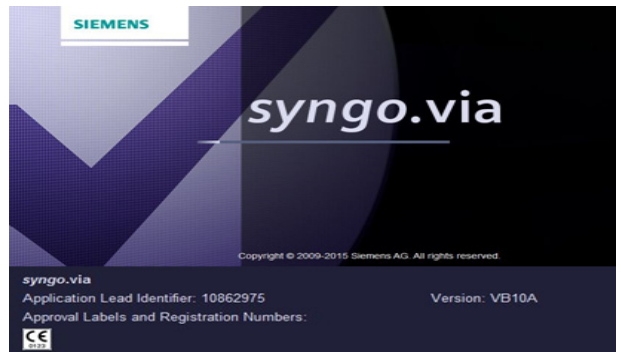 SIEMENS
syngo.via
Copyright © 2009-2015 Siemens AG. All rights reserved.
syngo.via
Application Lead Identifier: 10862975 Version: VB10A
Approval Labels and Registration Numbers:
CE
0123